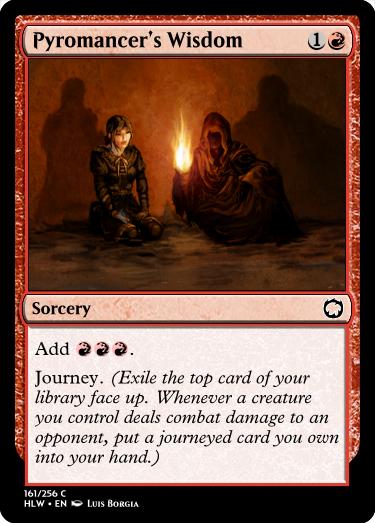 Pyromancer's Wisdom 1
Sorcery
Add .
Journey. (Exile the top card of your
library face up. Whenever a creature
you control deals combat damage to an
opponent, put a journeyed card you own
into your hand.)
161/256 C
HLW • EN Luis Borgia